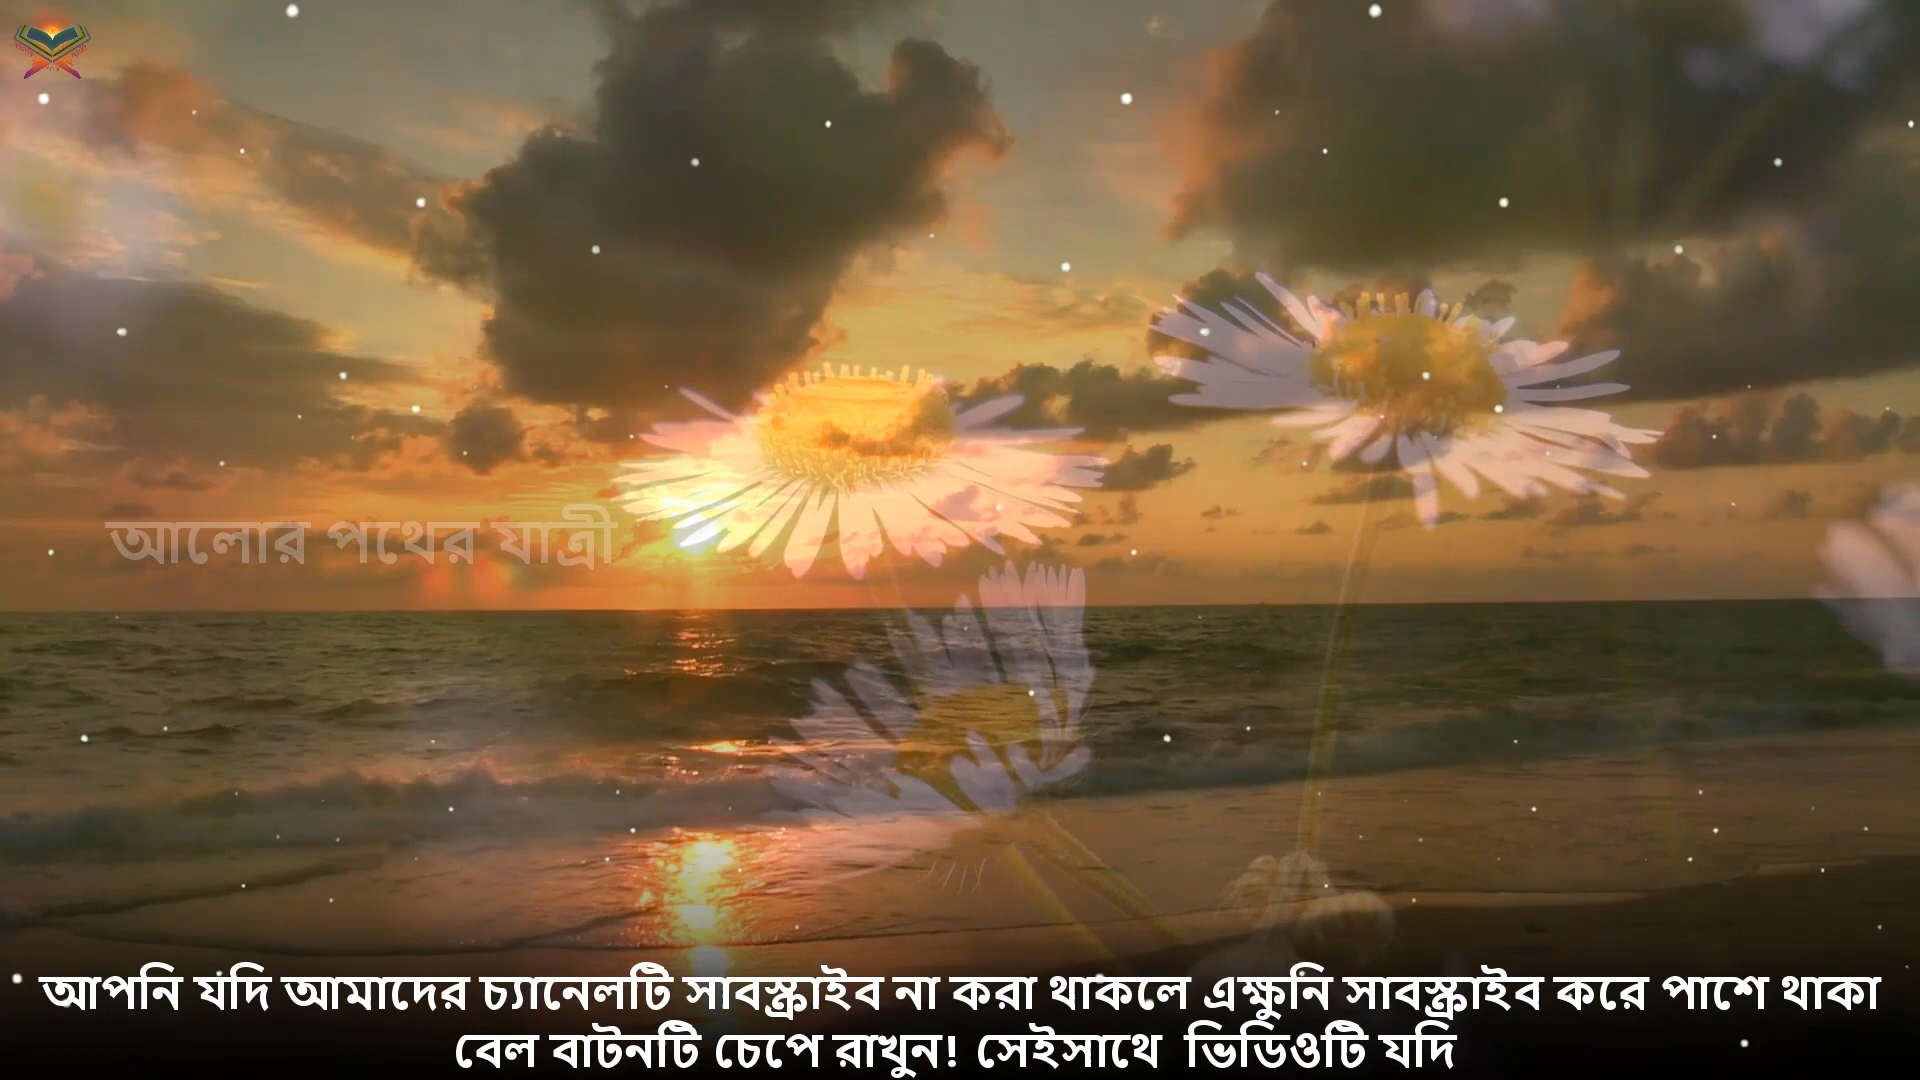 আলোর পথের যাত্রী
আপনি যদি আমাদের চ্যানেলটি সাবস্ক্রাইব না করা থাকলে এক্ষুনি সাবস্ক্রাইব করে পাশে থাকা
বেল বাটনটি চেপে রাখুন! সেইসাথে  ভিডিওটি যদি